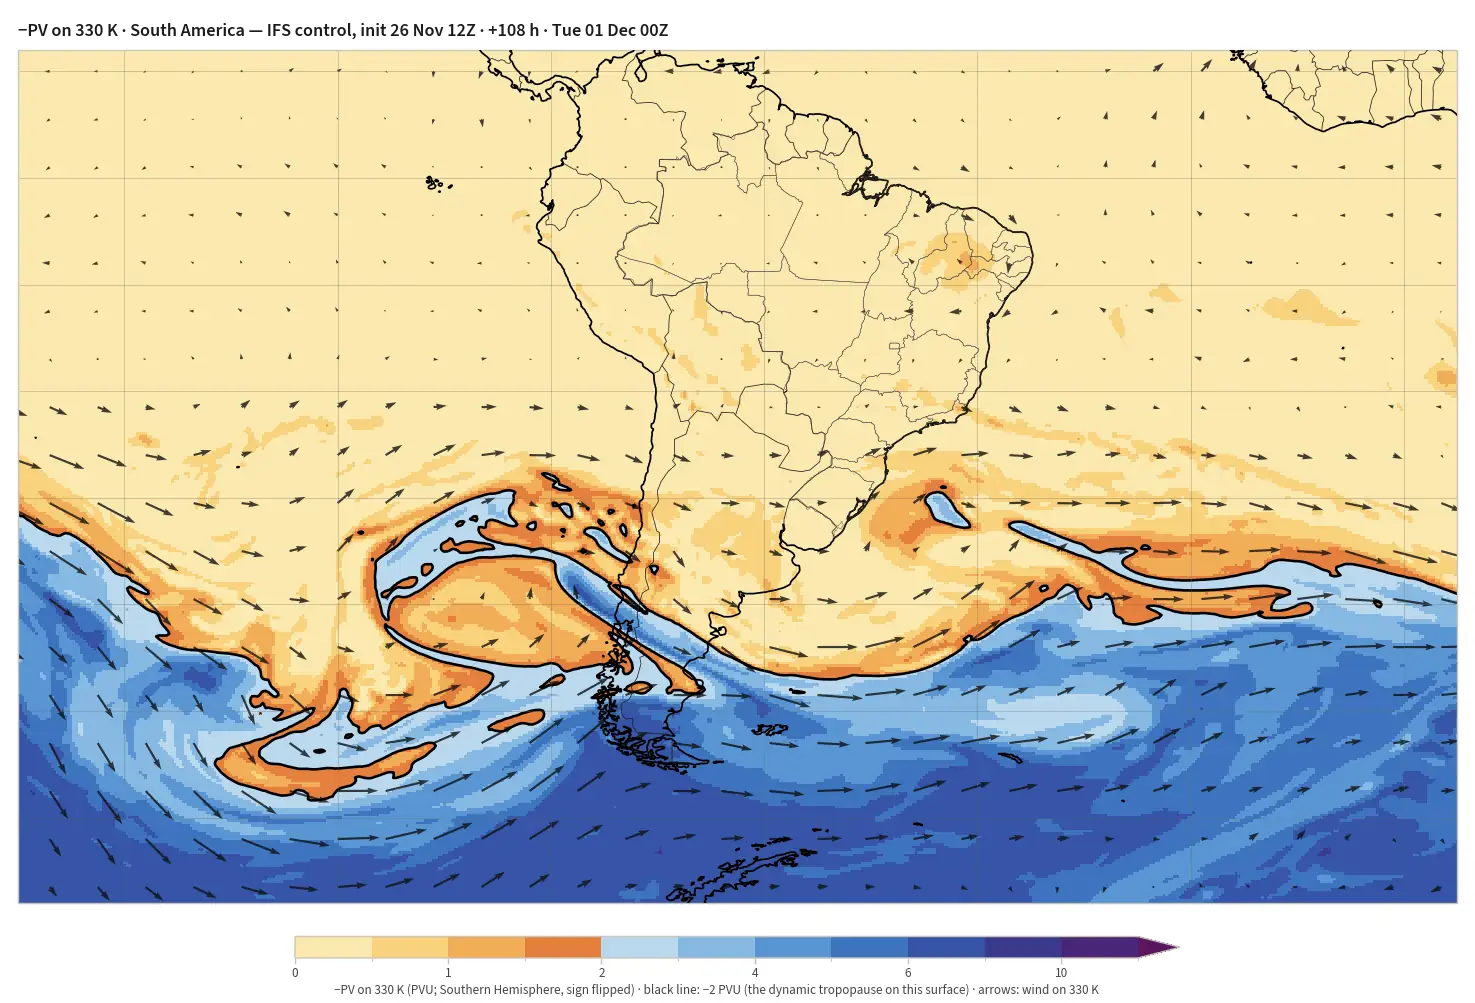 −PV on 330 K · South America — IFS control, init 26 Nov 12Z · +108 h · Tue 01 Dec 00Z
0 1 2 4 6 10
−PV on 330 K (PVU; Southern Hemisphere, sign flipped) · black line: −2 PVU (the dynamic tropopause on this surface) · arrows: wind on 330 K